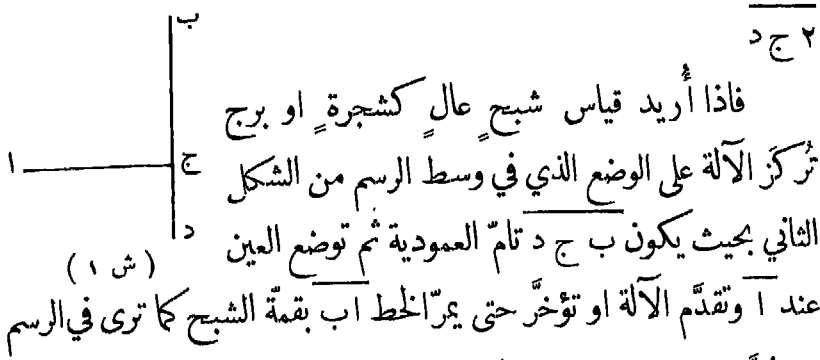 ٢ ج د
فاذا أُريد قياس شبحٍ عالٍ كشجرةٍ او برج
تُركَز الآلة على الوضع الذي في وسط الرسم من الشكل
الثاني بحيث يكون ب ج د تامّ العمودية ثم توضع العين
عند ا وتقدَّم الآلة او تؤخرَّ حتى يمرّ الخط اب بقمّة الشبح كما ترى في الرسم
ب
ا
ج
د
(ش ١)